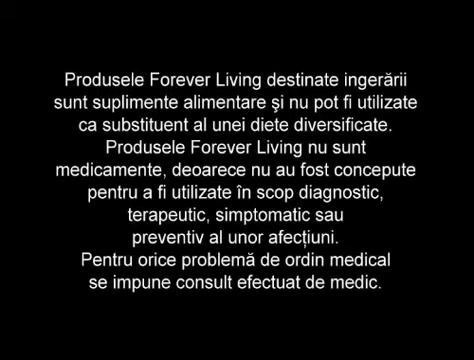 Produsele Forever Living destinate ingerării
sunt suplimente alimentare şi nu pot fi utilizate
ca substituent al unei diete diversificate.
Produsele Forever Living nu sunt
medicamente, deoarece nu au fost concepute
pentru a fi utilizate în scop diagnostic,
terapeutic, simptomatic sau
preventiv al unor afecțiuni.
Pentru orice problemă de ordin medical
se impune consult efectuat de medic.